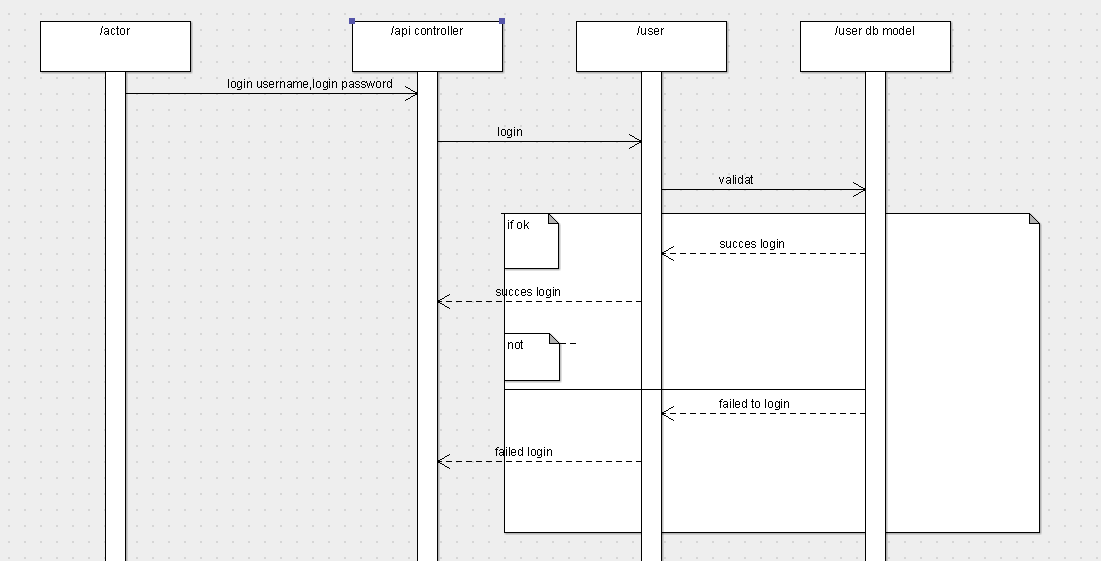 /actor
/api controller
/user
/user db model
login username,login password
login
validat
if ok
succes login
succes login
not
failed to login
failed login